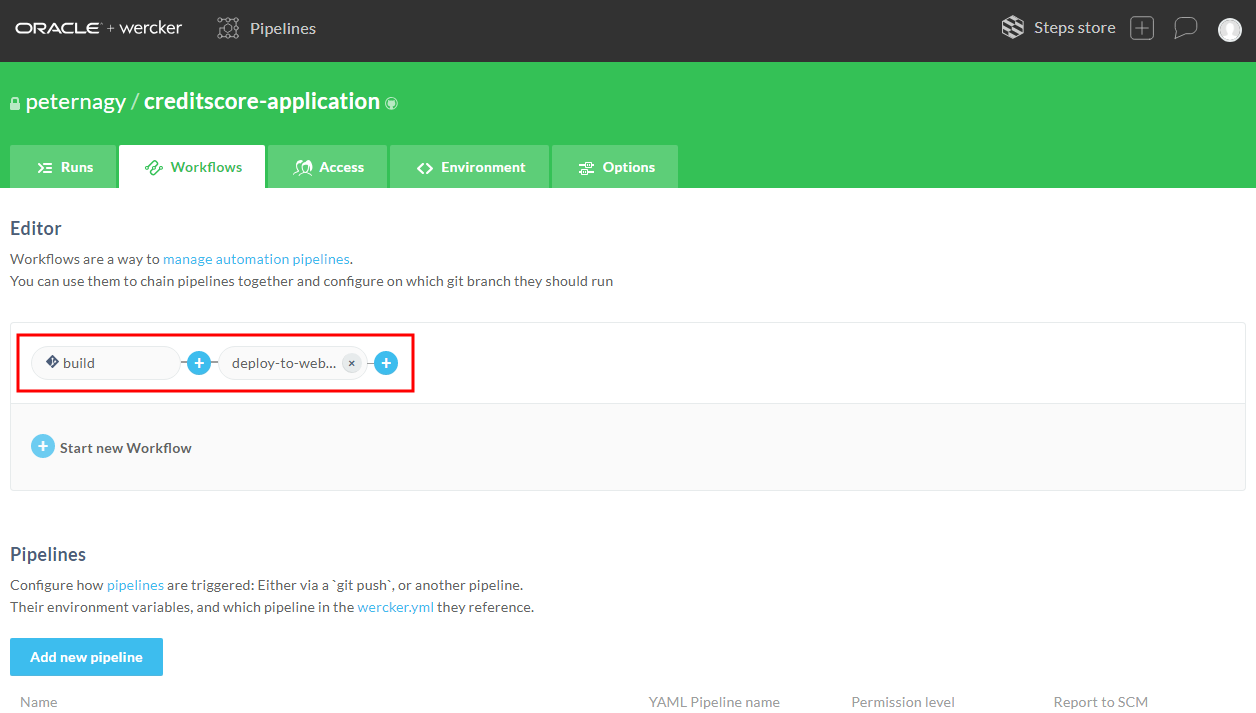 ORACLE + wercker Pipelines Steps store
peternagy / creditscore-application
Runs Workflows Access Environment Options
Editor
Workflows are a way to manage automation pipelines.
You can use them to chain pipelines together and configure on which git branch they should run
build deploy-to-web...
Start new Workflow
Pipelines
Configure how pipelines are triggered: Either via a `git push`, or another pipeline.
Their environment variables, and which pipeline in the wercker.yml they reference.
Add new pipeline
Name YAML Pipeline name Permission level Report to SCM